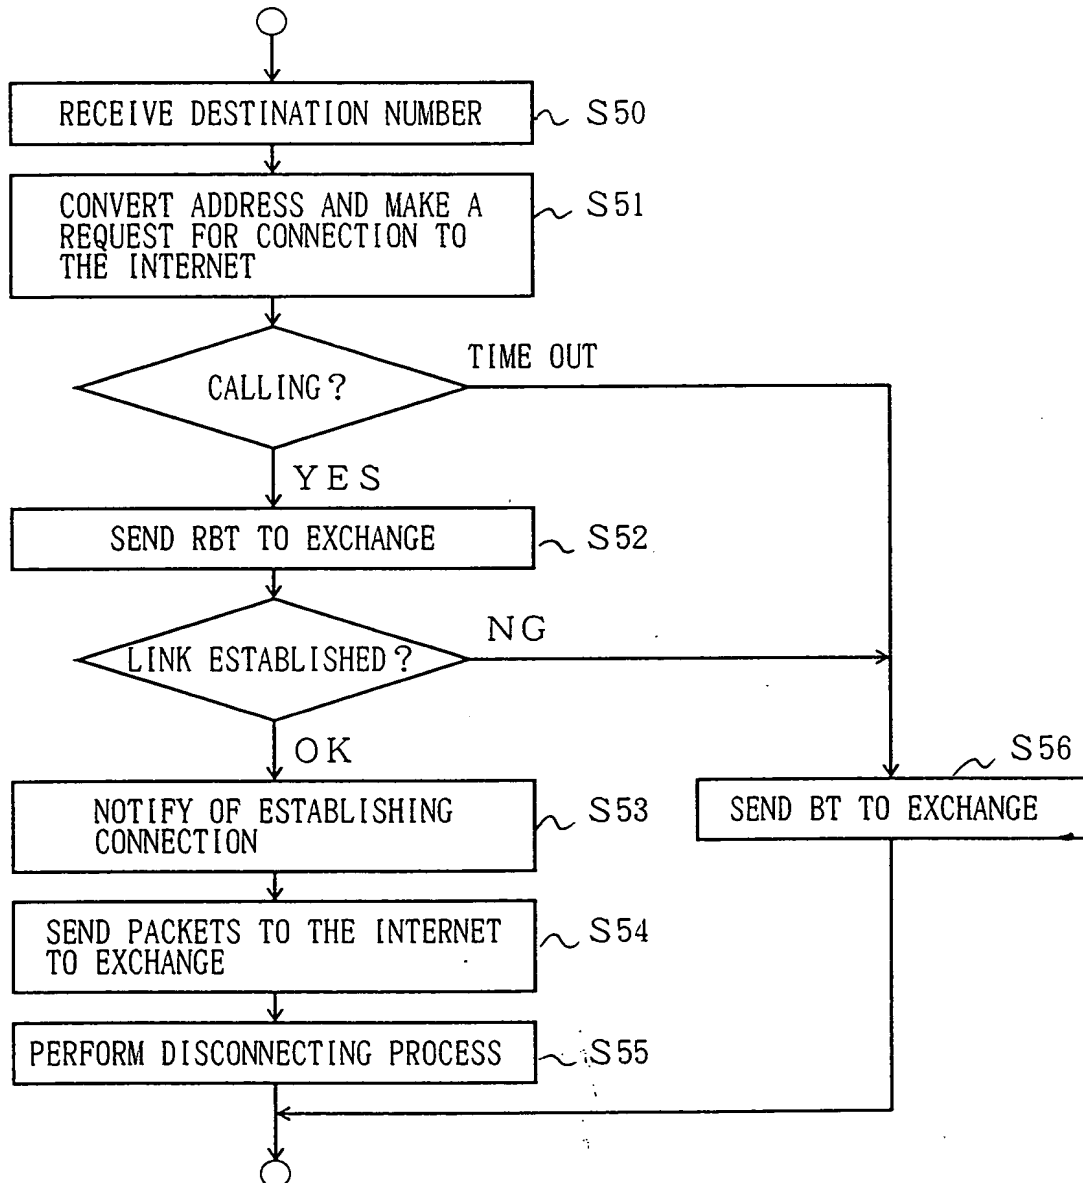 RECEIVE DESTINATION NUMBER
S50
CONVERT ADDRESS AND MAKE A
REQUEST FOR CONNECTION TO
THE INTERNET
S51
CALLING?
TIME OUT
YES
SEND RBT TO EXCHANGE
S52
LINK ESTABLISHED?
NG
OK
NOTIFY OF ESTABLISHING
CONNECTION
S53
S56
SEND BT TO EXCHANGE
SEND PACKETS TO THE INTERNET
TO EXCHANGE
S54
PERFORM DISCONNECTING PROCESS
S55